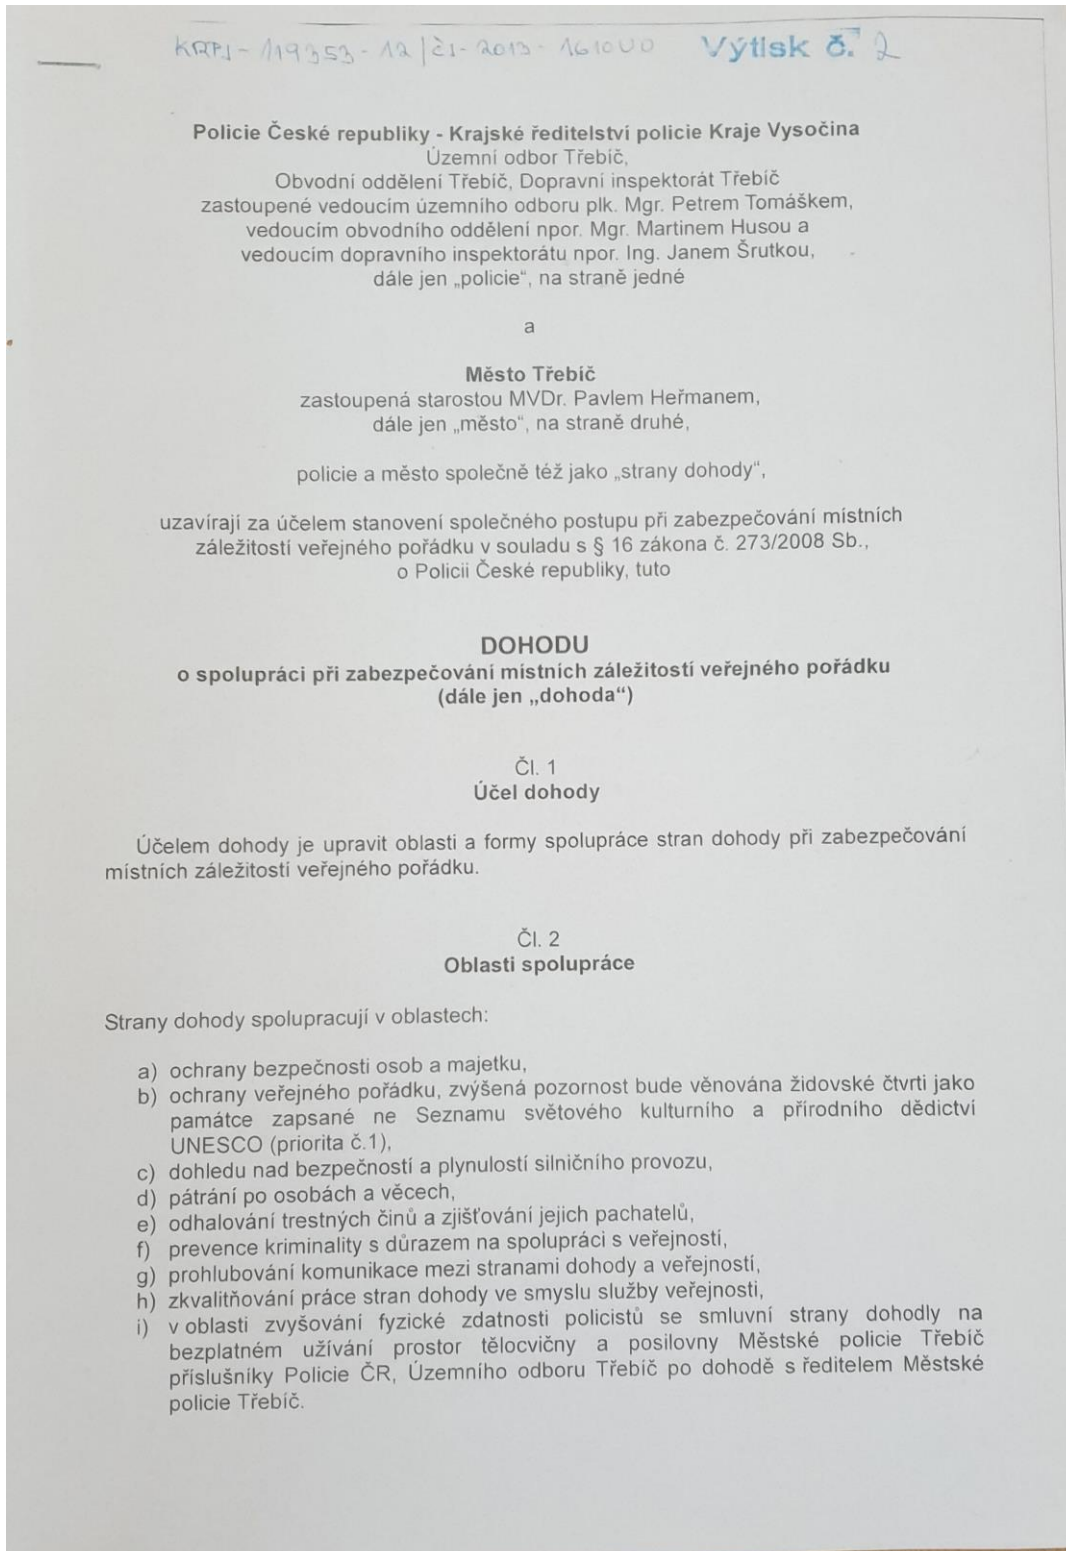 KRPJ-119353-12/ČJ-2013-1610UO Výtisk č. 2
Policie České republiky - Krajské ředitelství policie Kraje Vysočina
Územní odbor Třebíč,
Obvodní oddělení Třebíč, Dopravní inspektorát Třebíč
zastoupené vedoucím územního odboru plk. Mgr. Petrem Tomáškem,
vedoucím obvodního oddělení npor. Mgr. Martinem Husou a
vedoucím dopravního inspektorátu npor. Ing. Janem Šrutkou,
dále jen „policie“, na straně jedné
a
Město Třebíč
zastoupená starostou MVDr. Pavlem Heřmanem,
dále jen „město“, na straně druhé,
policie a město společně též jako „strany dohody“,
uzavírají za účelem stanovení společného postupu při zabezpečování místních
záležitostí veřejného pořádku v souladu s § 16 zákona č. 273/2008 Sb.,
o Policii České republiky, tuto
DOHODU
o spolupráci při zabezpečování místních záležitostí veřejného pořádku
(dále jen „dohoda“)
Čl. 1
Účel dohody
Účelem dohody je upravit oblasti a formy spolupráce stran dohody při zabezpečování
místních záležitostí veřejného pořádku.
Čl. 2
Oblasti spolupráce
Strany dohody spolupracují v oblastech:
a) ochrany bezpečnosti osob a majetku,
b) ochrany veřejného pořádku, zvýšená pozornost bude věnována židovské čtvrti jako
památce zapsané ne Seznamu světového kulturního a přírodního dědictví
UNESCO (priorita č.1),
c) dohledu nad bezpečností a plynulostí silničního provozu,
d) pátrání po osobách a věcech,
e) odhalování trestných činů a zjišťování jejich pachatelů,
f) prevence kriminality s důrazem na spolupráci s veřejností,
g) prohlubování komunikace mezi stranami dohody a veřejností,
h) zkvalitňování práce stran dohody ve smyslu služby veřejnosti,
i) v oblasti zvyšování fyzické zdatnosti policistů se smluvní strany dohodly na
bezplatném užívání prostor tělocvičny a posilovny Městské policie Třebíč
příslušníky Policie ČR, Územního odboru Třebíč po dohodě s ředitelem Městské
policie Třebíč.